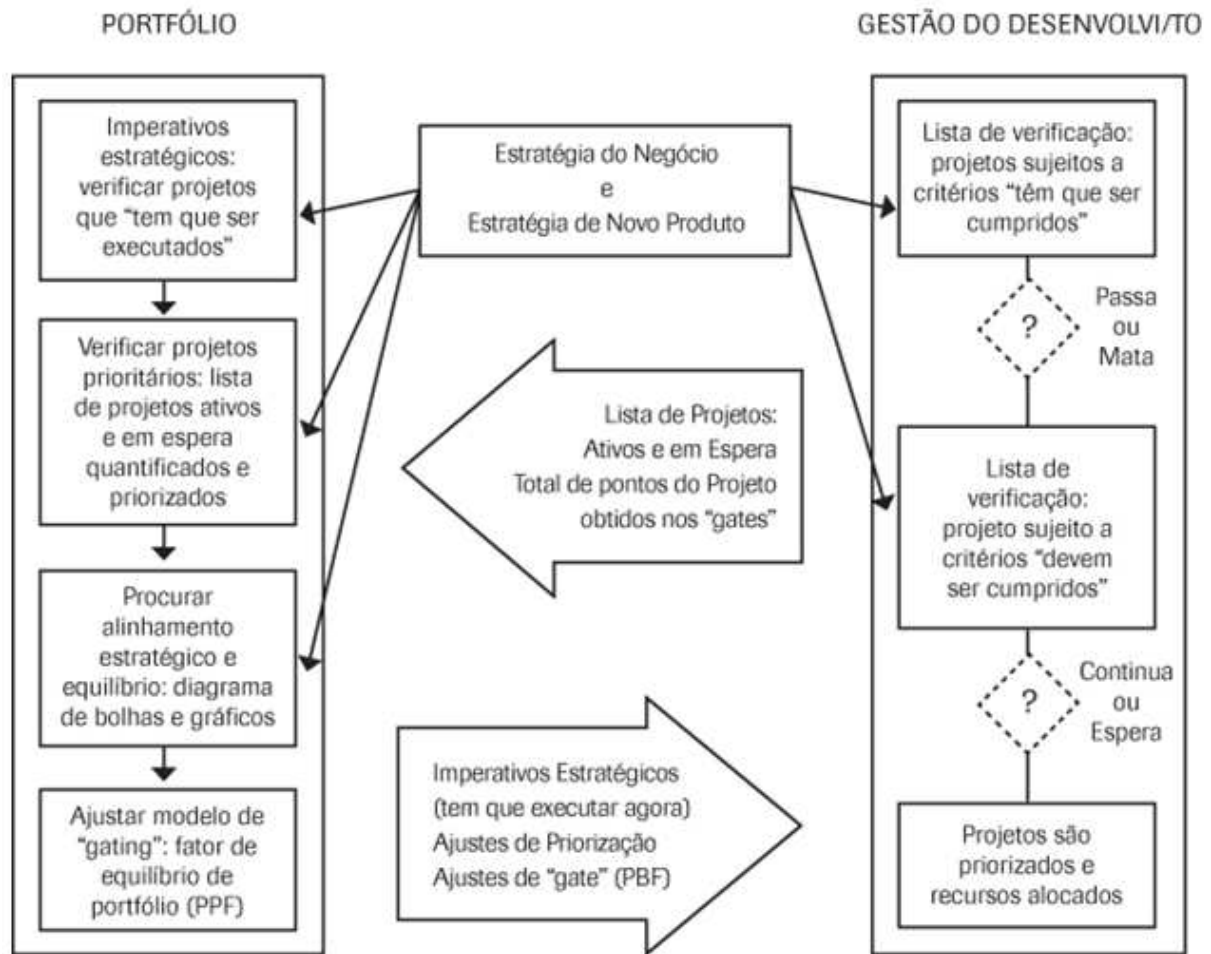 PORTFÓLIO
GESTÃO DO DESENVOLVI/TO
Imperativos
estratégicos:
verificar projetos
que “tem que ser
executados”
Verificar projetos
prioritários: lista
de projetos ativos
e em espera
quantificados e
priorizados
Procurar
alinhamento
estratégico e
equilíbrio: diagrama
de bolhas e gráficos
Ajustar modelo de
“gating”: fator de
equilíbrio de
portfólio (PPF)
Estratégia do Negócio
e
Estratégia de Novo Produto
Lista de Projetos:
Ativos e em Espera
Total de pontos do Projeto
obtidos nos “gates”
Imperativos Estratégicos
(tem que executar agora)
Ajustes de Priorização
Ajustes de “gate” (PBF)
Lista de verificação:
projetos sujeitos a
critérios “têm que ser
cumpridos”
?
Passa
ou
Mata
Lista de
verificação:
projeto sujeito a
critérios “devem
ser cumpridos”
?
Continua
ou
Espera
Projetos são
priorizados e
recursos alocados